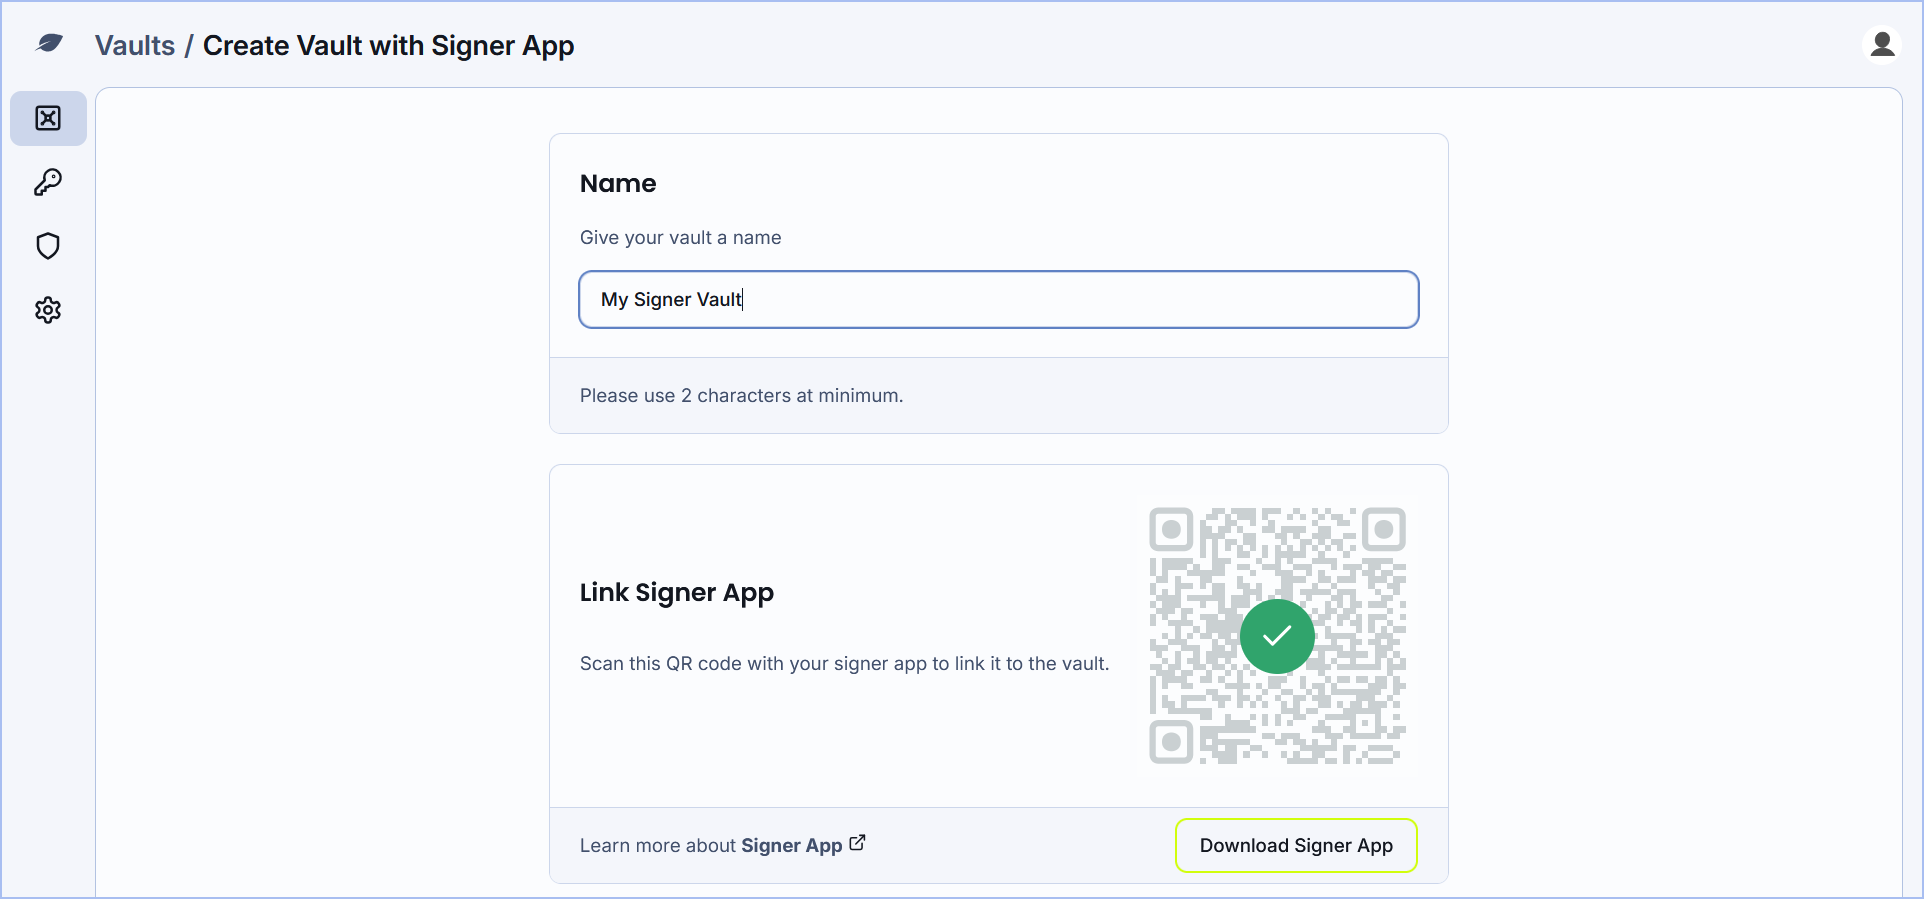 Vaults / Create Vault with Signer App
Name
Give your vault a name
My Signer Vault
Please use 2 characters at minimum.
Link Signer App
Scan this QR code with your signer app to link it to the vault.
Learn more about Signer App
Download Signer App